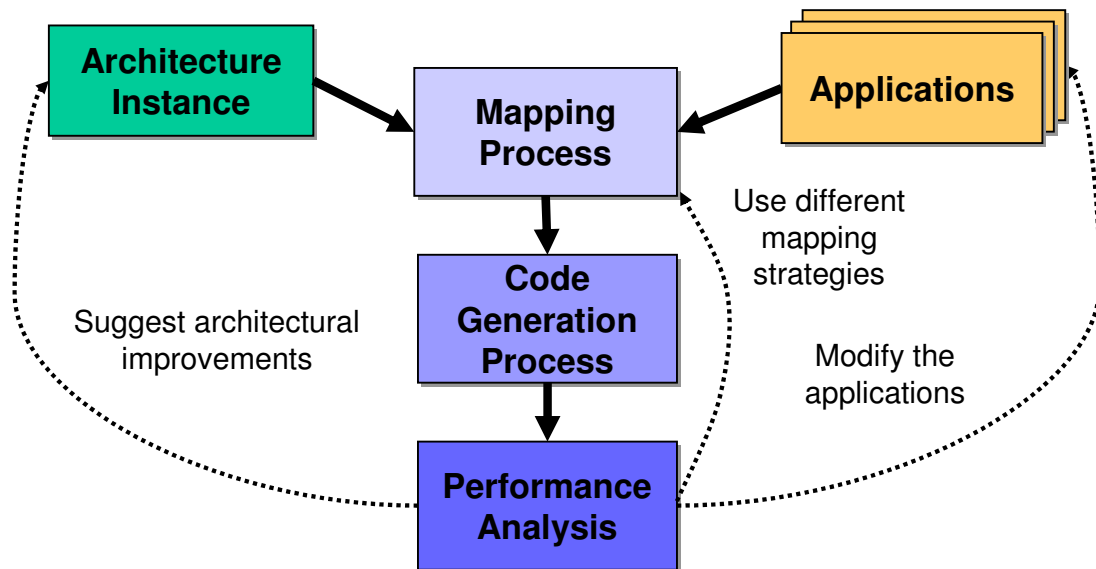 Architecture
Instance
Mapping
Process
Applications
Use different
mapping
strategies
Code
Generation
Process
Suggest architectural
improvements
Modify the
applications
Performance
Analysis